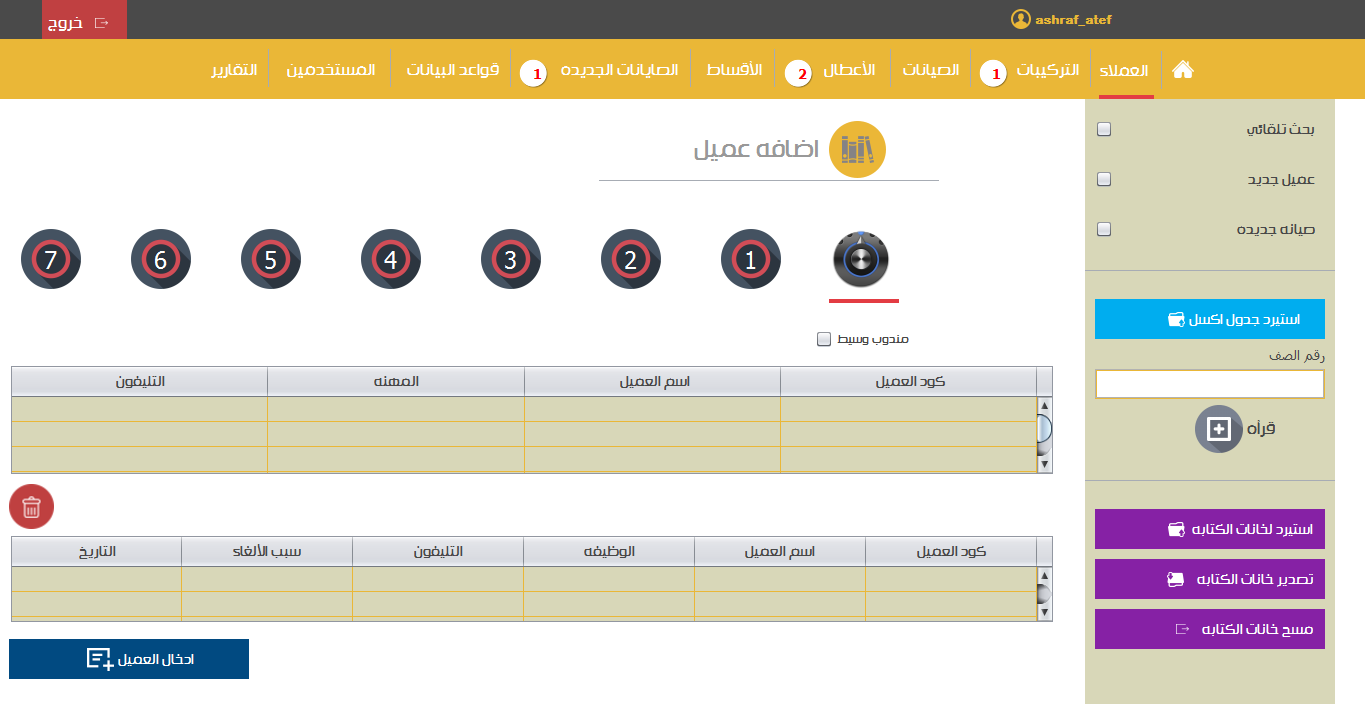 ashraf_atef
خروج
العملاء
التركيبات 1
الصيانات
الأعطال 2
الأقساط
الصايانات الجديده 1
قواعد البيانات
المستخدمين
التقارير
بحث تلقائي
عميل جديد
صيانه جديده
استيرد جدول اكسل
رقم الصف
قرأه
استيرد لخانات الكتابه
تصدير خانات الكتابه
مسح خانات الكتابه
اضافه عميل
1 2 3 4 5 6 7
مندوب وسيط
كود العميل اسم العميل المهنه التليفون
كود العميل اسم العميل الوظيفه التليفون سبب الألغاء التاريخ
ادخال العميل